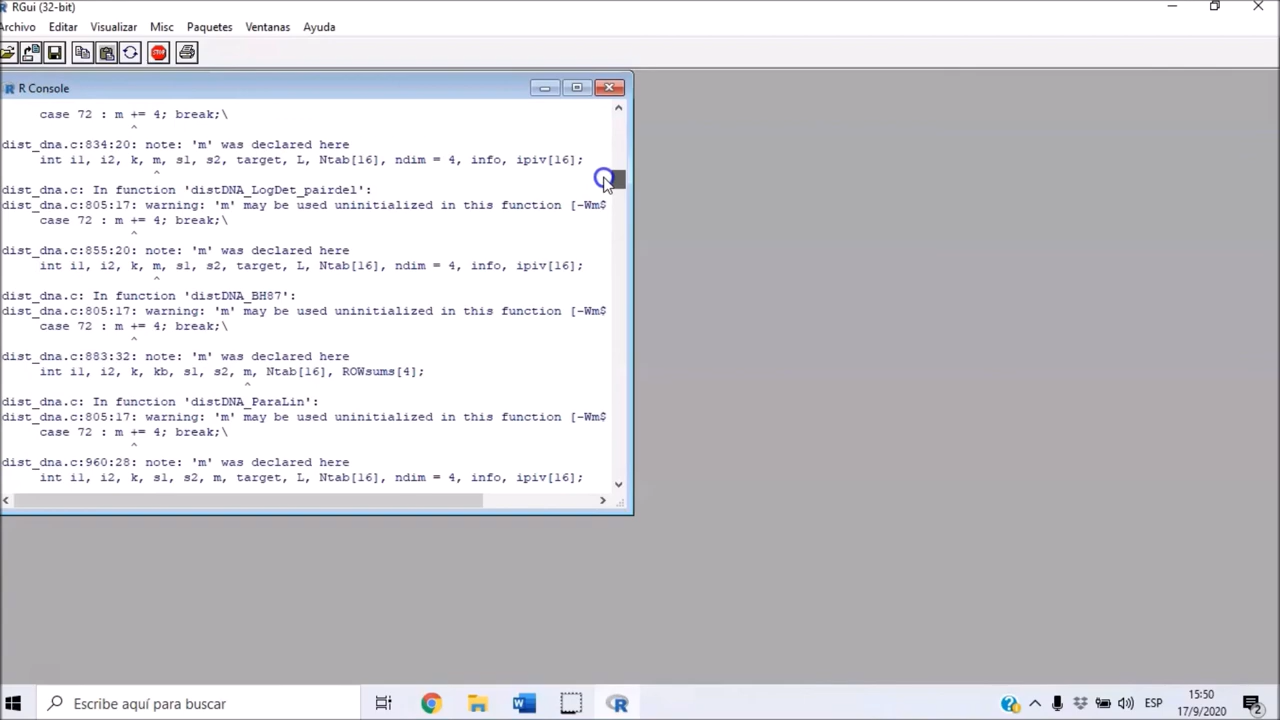 RGui (32-bit)
Archivo Editar Visualizar Misc Paquetes Ventanas Ayuda
STOP
R Console
case 72 : m += 4; break;\
^
dist_dna.c:834:20: note: 'm' was declared here
int i1, i2, k, m, s1, s2, target, L, Ntab[16], ndim = 4, info, ipiv[16];
^
dist_dna.c: In function 'distDNA_LogDet_pairdel':
dist_dna.c:805:17: warning: 'm' may be used uninitialized in this function [-Wm$
case 72 : m += 4; break;\
^
dist_dna.c:855:20: note: 'm' was declared here
int i1, i2, k, m, s1, s2, target, L, Ntab[16], ndim = 4, info, ipiv[16];
^
dist_dna.c: In function 'distDNA_BH87':
dist_dna.c:805:17: warning: 'm' may be used uninitialized in this function [-Wm$
case 72 : m += 4; break;\
^
dist_dna.c:883:32: note: 'm' was declared here
int i1, i2, k, kb, s1, s2, m, Ntab[16], ROWsums[4];
^
dist_dna.c: In function 'distDNA_ParaLin':
dist_dna.c:805:17: warning: 'm' may be used uninitialized in this function [-Wm$
case 72 : m += 4; break;\
^
dist_dna.c:960:28: note: 'm' was declared here
int i1, i2, k, s1, s2, m, target, L, Ntab[16], ndim = 4, info, ipiv[16];
Escribe aquí para buscar
ESP
15:50
17/9/2020
2